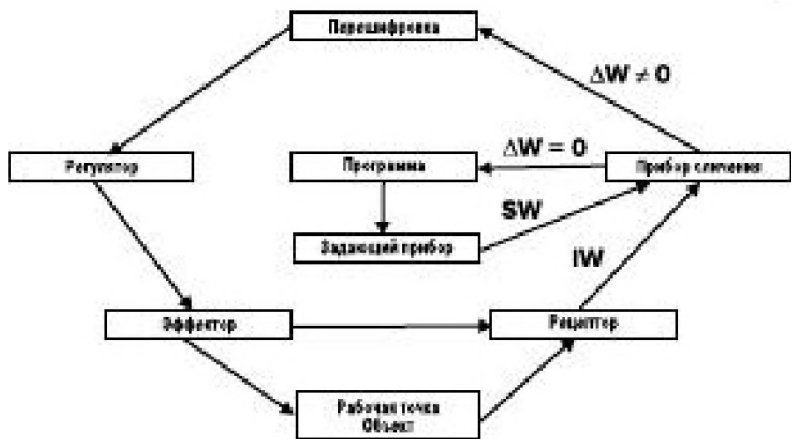 Перешифровка
ΔW ≠ 0
Регулятор
Программа
ΔW = 0
Прибор сличения
SW
Задающий прибор
IW
Эффектор
Рецептор
Рабочая точка
Объект